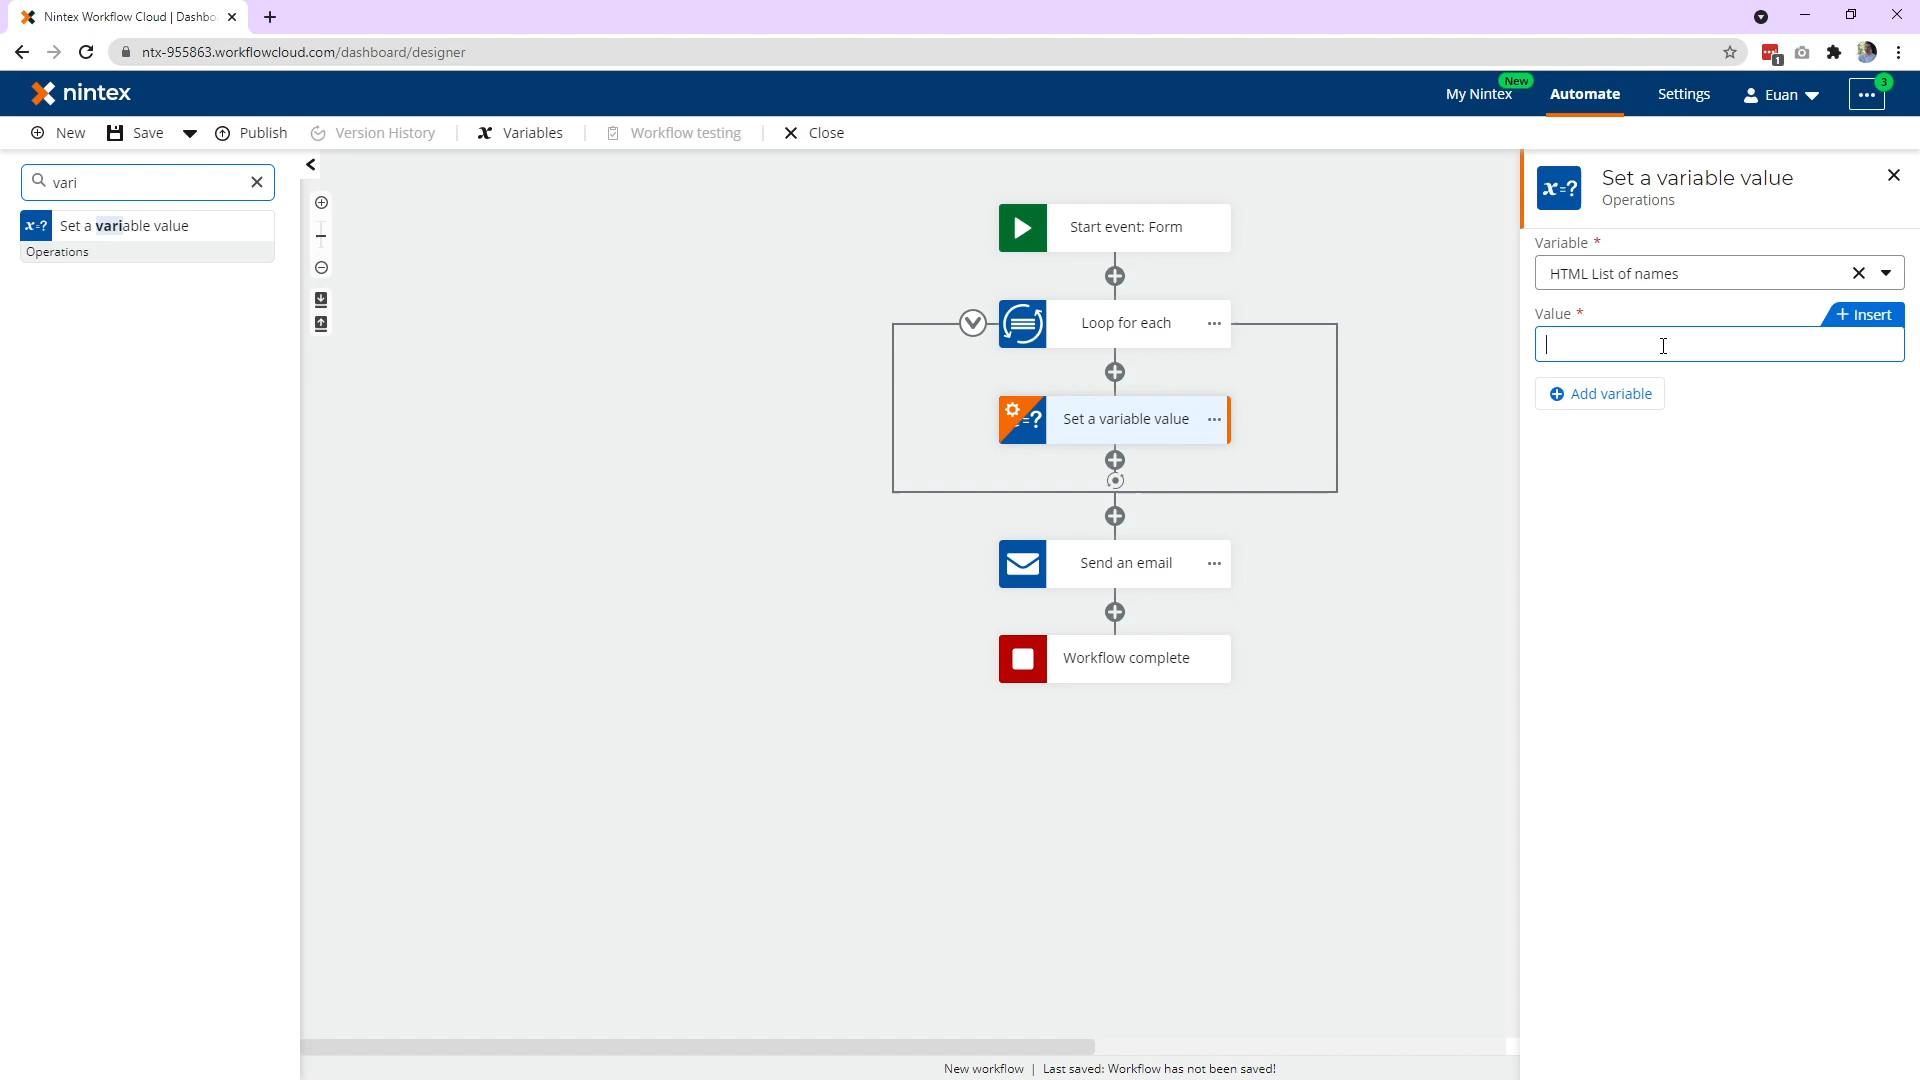 Nintex Workflow Cloud | Dashbo
ntx-955863.workflowcloud.com/dashboard/designer
1
nintex
My Nintex
New
Automate
Settings
Euan
3
New
Save
Publish
Version History
Variables
Workflow testing
Close
vari
x=? Set a variable value
Operations
Start event: Form
Loop for each
=? Set a variable value
Send an email
Workflow complete
x=? Set a variable value
Operations
Variable *
HTML List of names
Value *
+ Insert
Add variable
New workflow | Last saved: Workflow has not been saved!